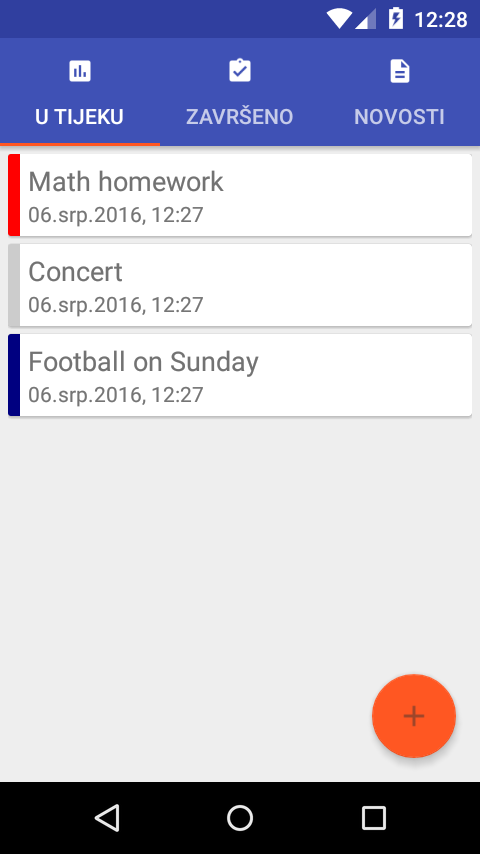 12:28
U TIJEKU
ZAVRŠENO
NOVOSTI
Math homework
06.srp.2016, 12:27
Concert
06.srp.2016, 12:27
Football on Sunday
06.srp.2016, 12:27